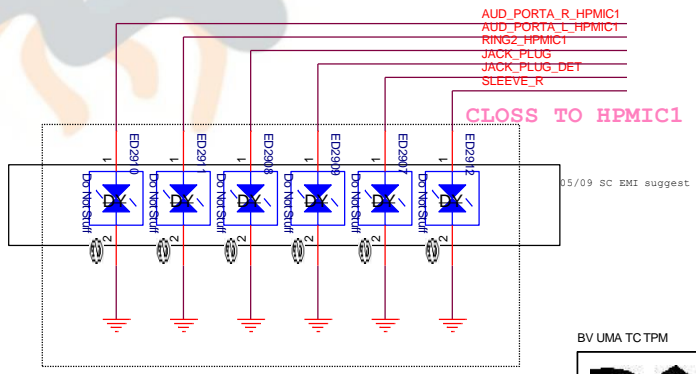 AUD_PORTA_R_HPMIC1
AUD_PORTA_L_HPMIC1
RING2_HPMIC1
JACK_PLUG
JACK_PLUG_DET
SLEEVE_R
CLOSS TO HPMIC1
ED2910
ED2911
ED2908
ED2909
ED2907
ED2912
1
1
1
1
1
1
05/09 SC EMI suggest
Do Not Stuff
Do Not Stuff
Do Not Stuff
Do Not Stuff
Do Not Stuff
Do Not Stuff
DY
DY
DY
DY
DY
DY
2
2
2
2
2
2
BV UMA TC TPM